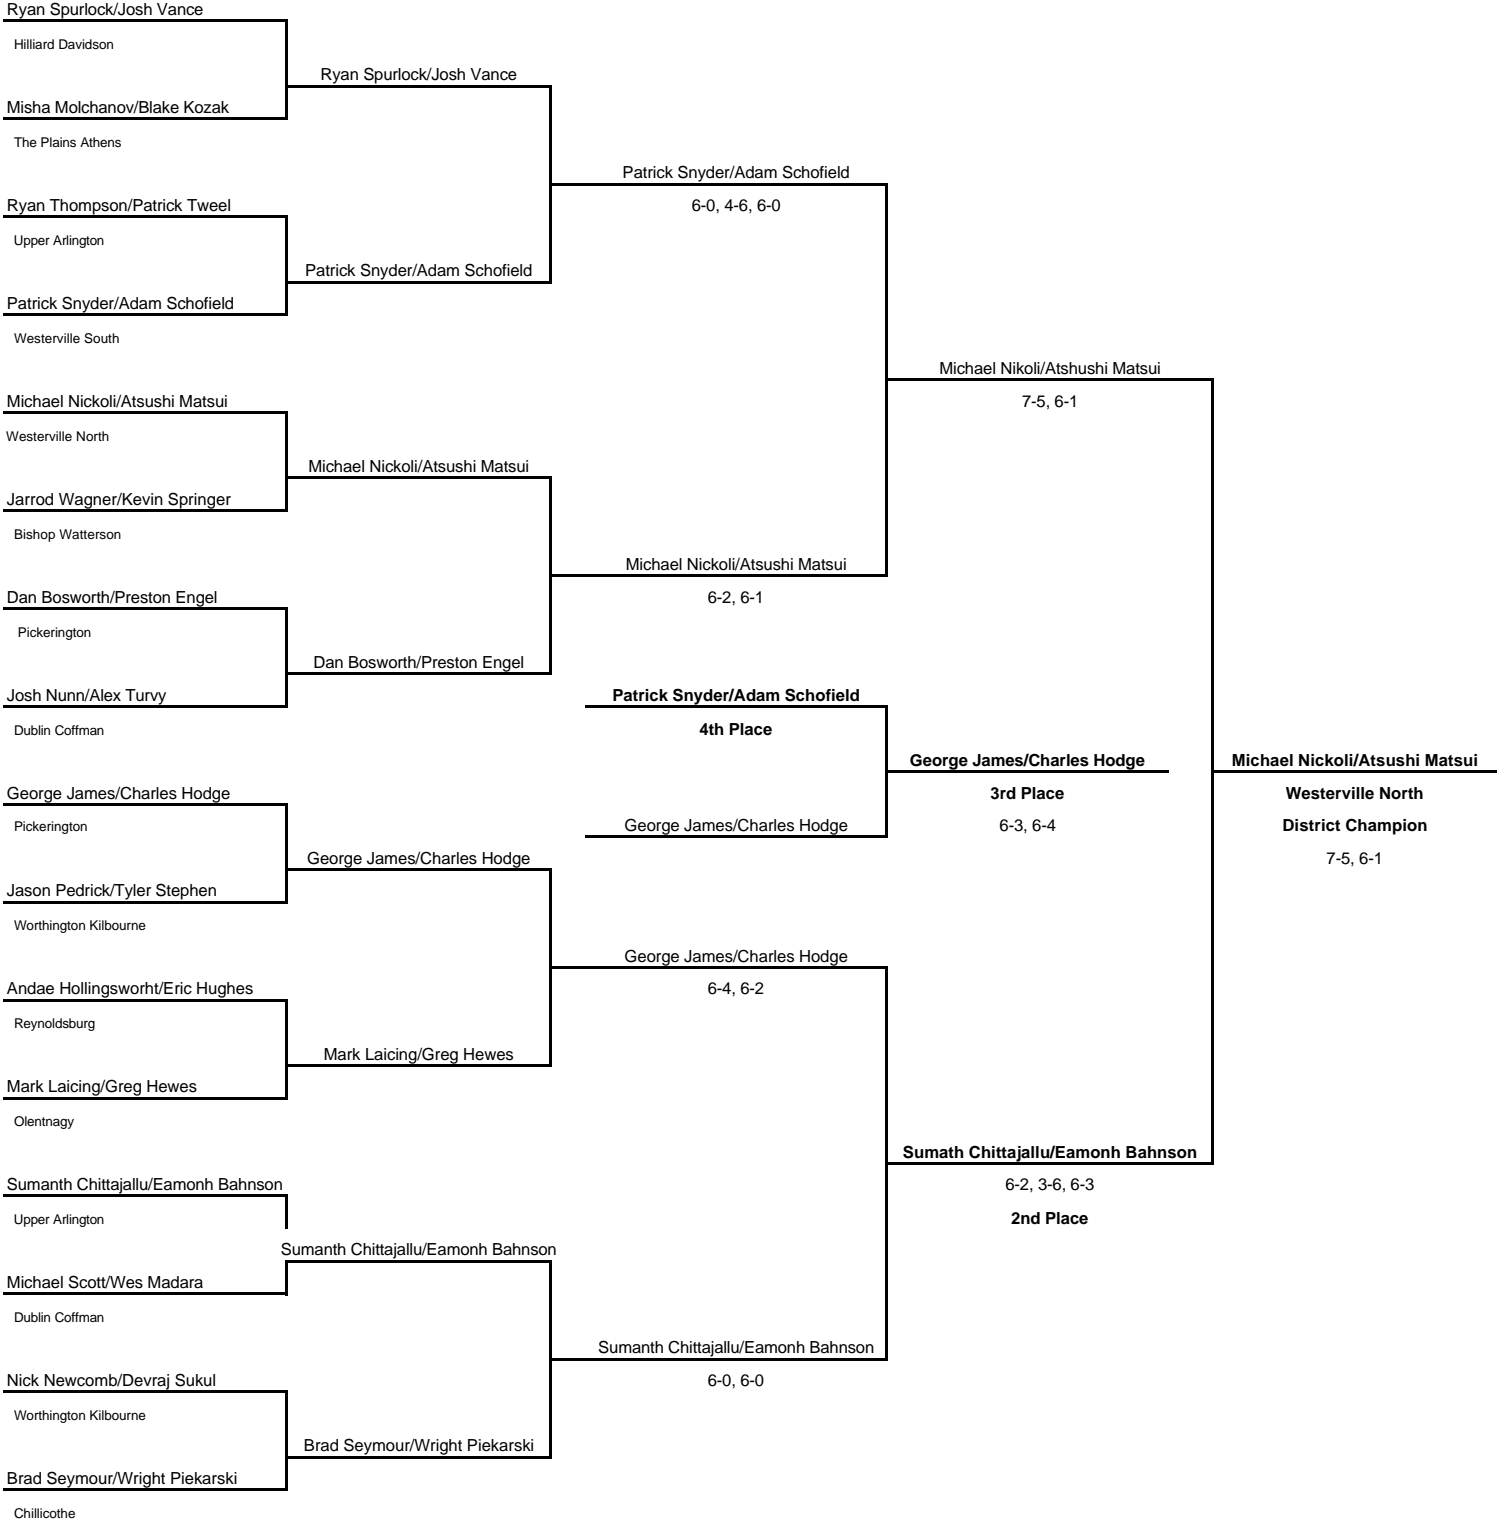 Ryan Spurlock/Josh Vance
Hilliard Davidson
Ryan Spurlock/Josh Vance
Misha Molchanov/Blake Kozak
The Plains Athens
Patrick Snyder/Adam Schofield
6-0, 4-6, 6-0
Ryan Thompson/Patrick Tweel
Upper Arlington
Patrick Snyder/Adam Schofield
Patrick Snyder/Adam Schofield
Westerville South
Michael Nikoli/Atshushi Matsui
7-5, 6-1
Michael Nickoli/Atsushi Matsui
Westerville North
Michael Nickoli/Atsushi Matsui
Jarrod Wagner/Kevin Springer
Bishop Watterson
Michael Nickoli/Atsushi Matsui
6-2, 6-1
Dan Bosworth/Preston Engel
Pickerington
Dan Bosworth/Preston Engel
Josh Nunn/Alex Turvy
Dublin Coffman
Patrick Snyder/Adam Schofield
4th Place
George James/Charles Hodge
3rd Place
6-3, 6-4
Michael Nickoli/Atsushi Matsui
Westerville North
District Champion
7-5, 6-1
George James/Charles Hodge
George James/Charles Hodge
Pickerington
George James/Charles Hodge
Jason Pedrick/Tyler Stephen
Worthington Kilbourne
George James/Charles Hodge
6-4, 6-2
Andae Hollingsworht/Eric Hughes
Reynoldsburg
Mark Laicing/Greg Hewes
Mark Laicing/Greg Hewes
Olentnagy
Sumath Chittajallu/Eamonh Bahnson
6-2, 3-6, 6-3
2nd Place
Sumanth Chittajallu/Eamonh Bahnson
Upper Arlington
Sumanth Chittajallu/Eamonh Bahnson
Michael Scott/Wes Madara
Dublin Coffman
Sumanth Chittajallu/Eamonh Bahnson
6-0, 6-0
Nick Newcomb/Devraj Sukul
Worthington Kilbourne
Brad Seymour/Wright Piekarski
Brad Seymour/Wright Piekarski
Chillicothe